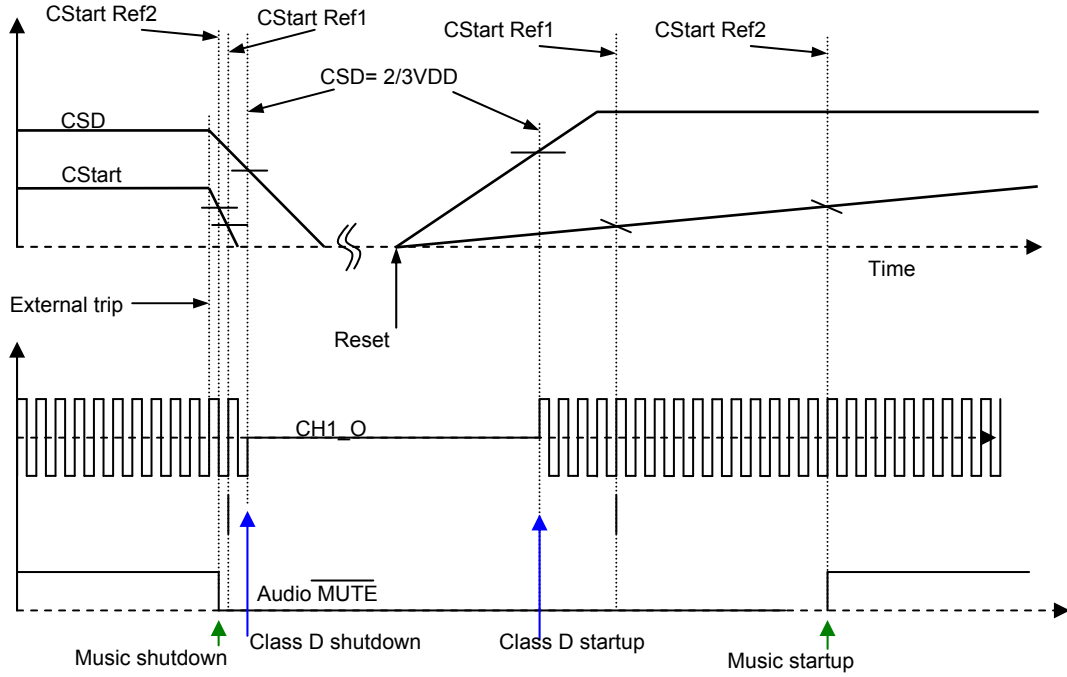 CStart Ref2
CStart Ref1
CStart Ref1
CStart Ref2
CSD= 2/3VDD
CSD
CStart
Time
External trip
Reset
CH1_O
Audio MUTE
Music shutdown
Class D shutdown
Class D startup
Music startup